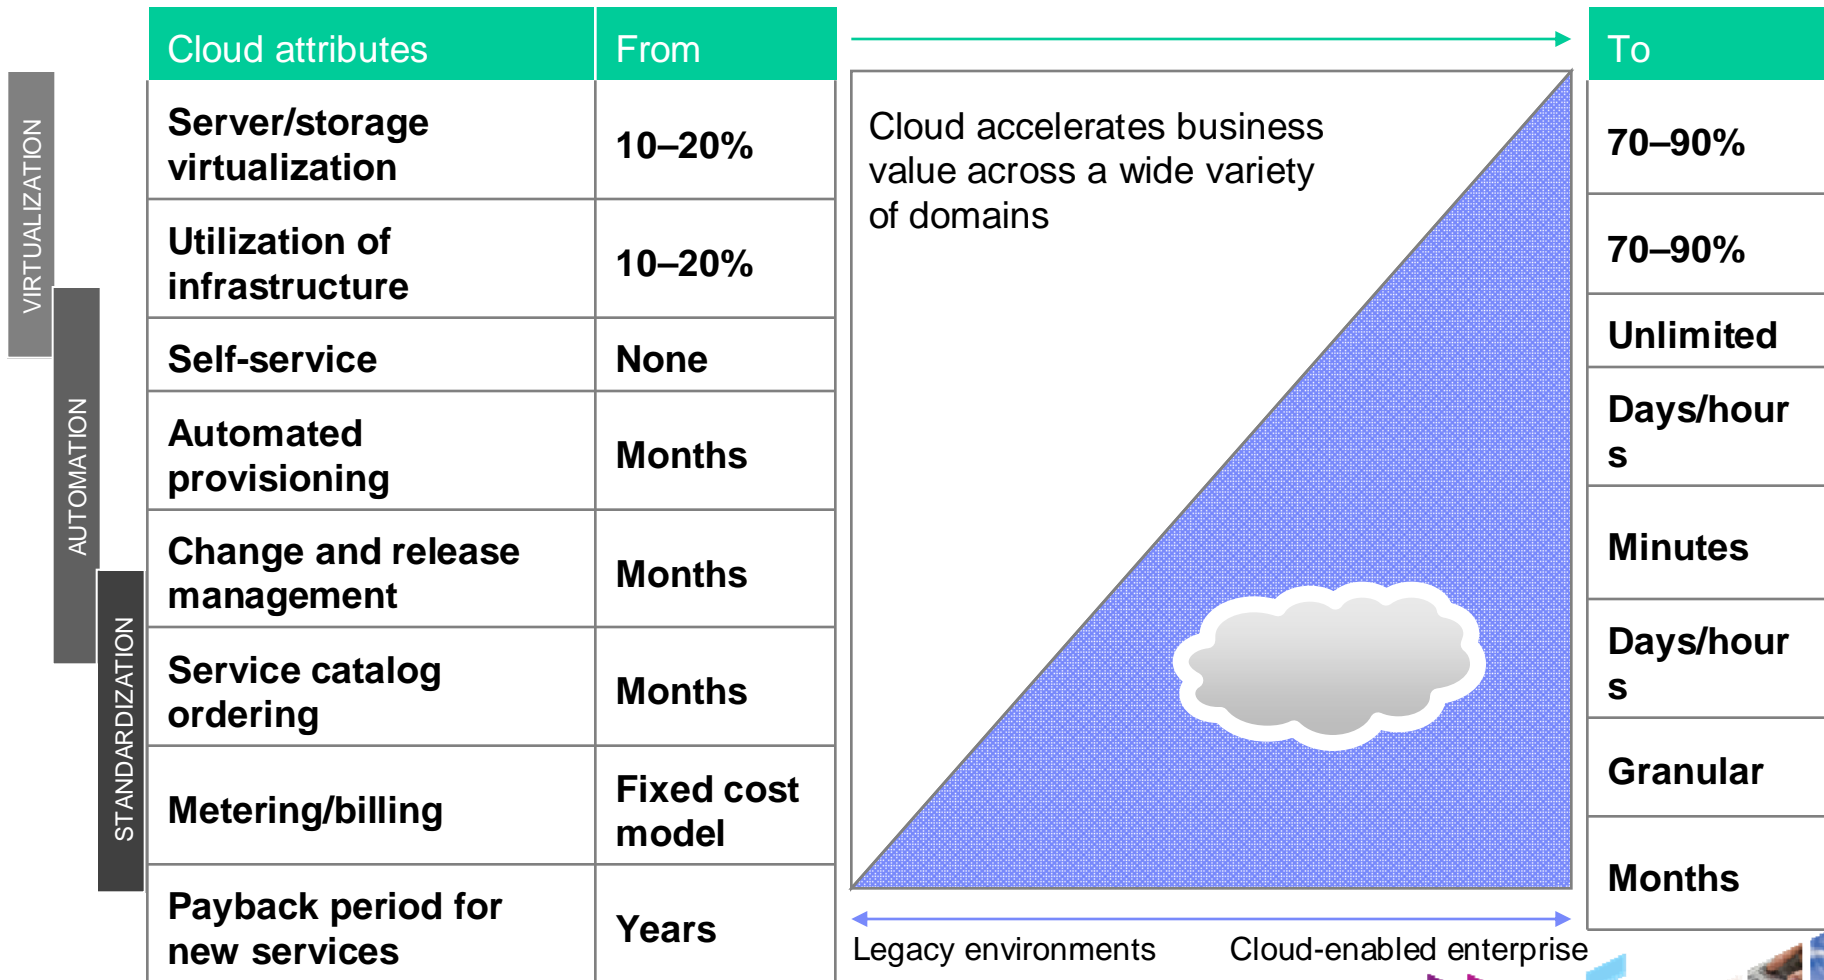 Cloud attributes
From
To
VIRTUALIZATION
AUTOMATION
STANDARDIZATION
Server/storage
virtualization
10–20%
70–90%
Utilization of
infrastructure
10–20%
70–90%
Self-service
None
Unlimited
Automated
provisioning
Months
Days/hour
s
Change and release
management
Months
Minutes
Service catalog
ordering
Months
Days/hour
s
Metering/billing
Fixed cost
model
Granular
Payback period for
new services
Years
Months
Cloud accelerates business
value across a wide variety
of domains
Legacy environments
Cloud-enabled enterprise